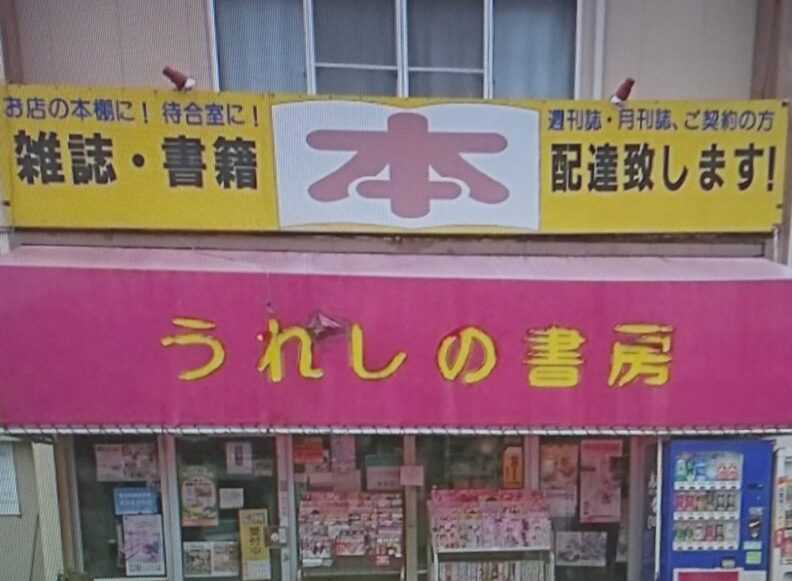 お店の本棚に！ 待合室に！
雑誌・書籍
本
週刊誌・月刊誌、ご契約の方
配達致します!
うれしの書房